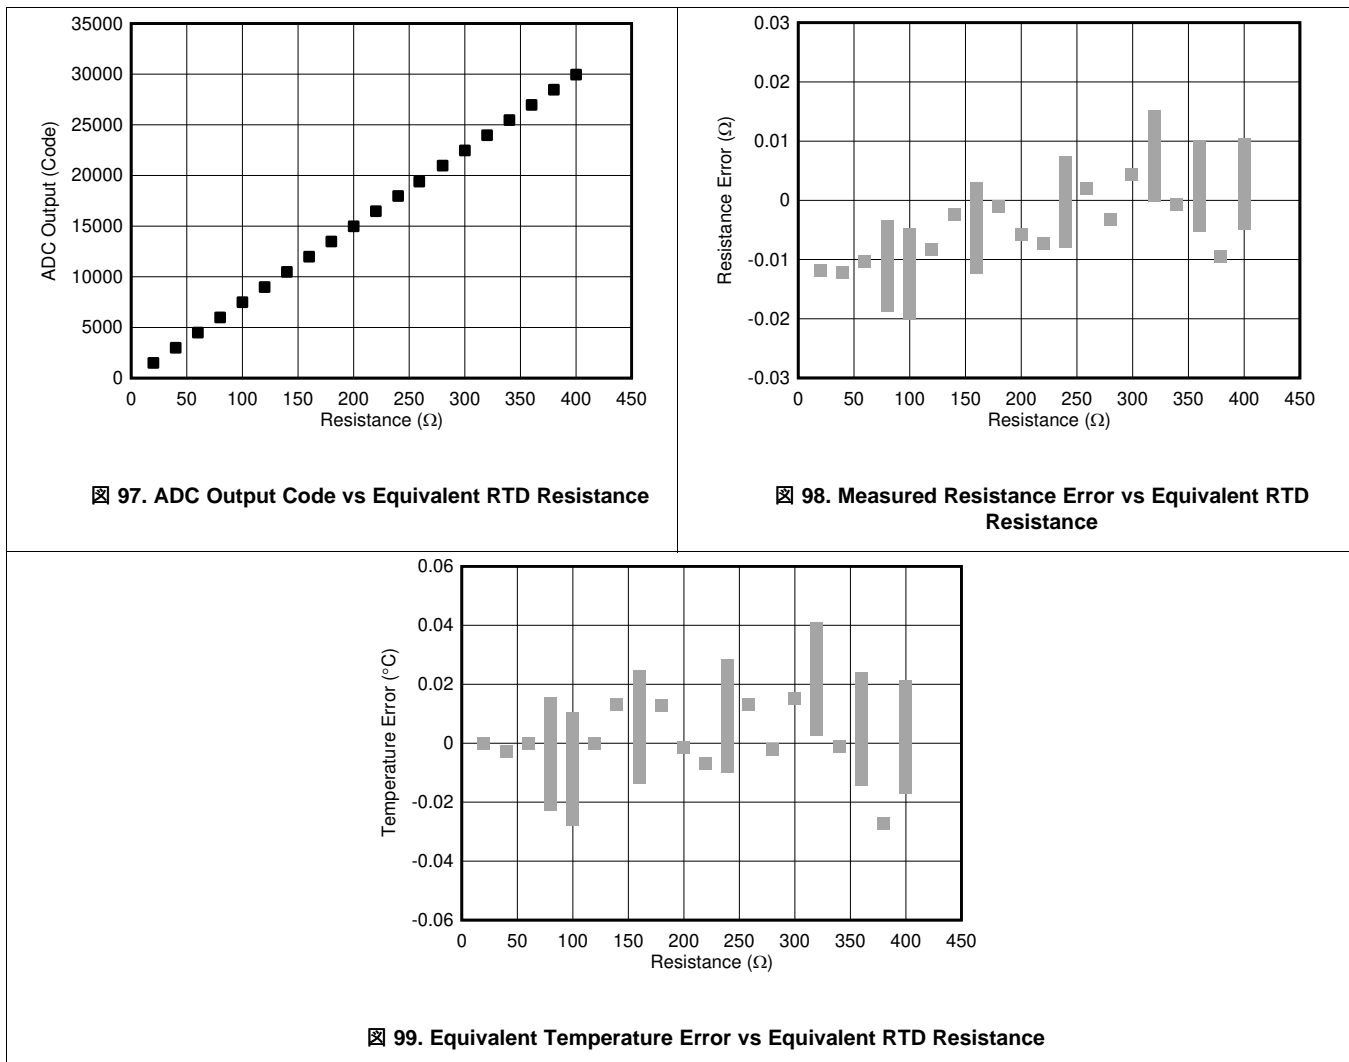 35000
30000
25000
20000
15000
10000
5000
0
ADC Output (Code)
0 50 100 150 200 250 300 350 400 450
Resistance (Ω)
図 97. ADC Output Code vs Equivalent RTD Resistance
0.03
0.02
0.01
0
-0.01
-0.02
-0.03
Resistance Error (Ω)
0 50 100 150 200 250 300 350 400 450
Resistance (Ω)
図 98. Measured Resistance Error vs Equivalent RTD
Resistance
0.06
0.04
0.02
0
-0.02
-0.04
-0.06
Temperature Error (°C)
0 50 100 150 200 250 300 350 400 450
Resistance (Ω)
図 99. Equivalent Temperature Error vs Equivalent RTD Resistance